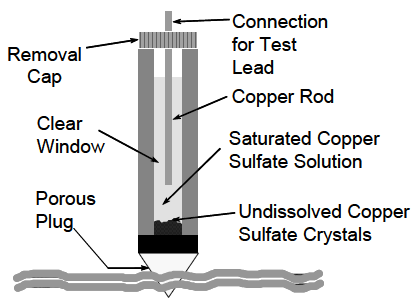 Connection
for Test
Lead
Removal
Cap
Copper Rod
Clear
Window
Saturated Copper
Sulfate Solution
Porous
Plug
Undissolved Copper
Sulfate Crystals